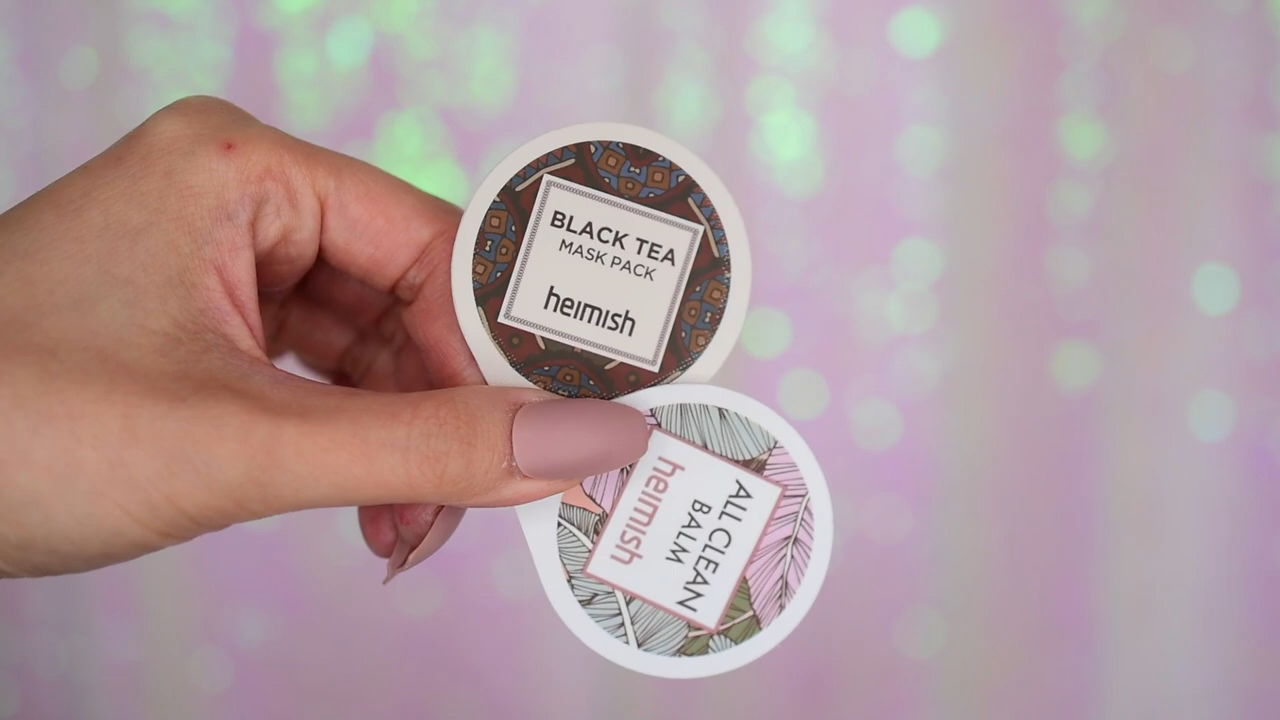 BLACK TEA
MASK PACK
heimish
ALL CLEAN
BALM
heimish